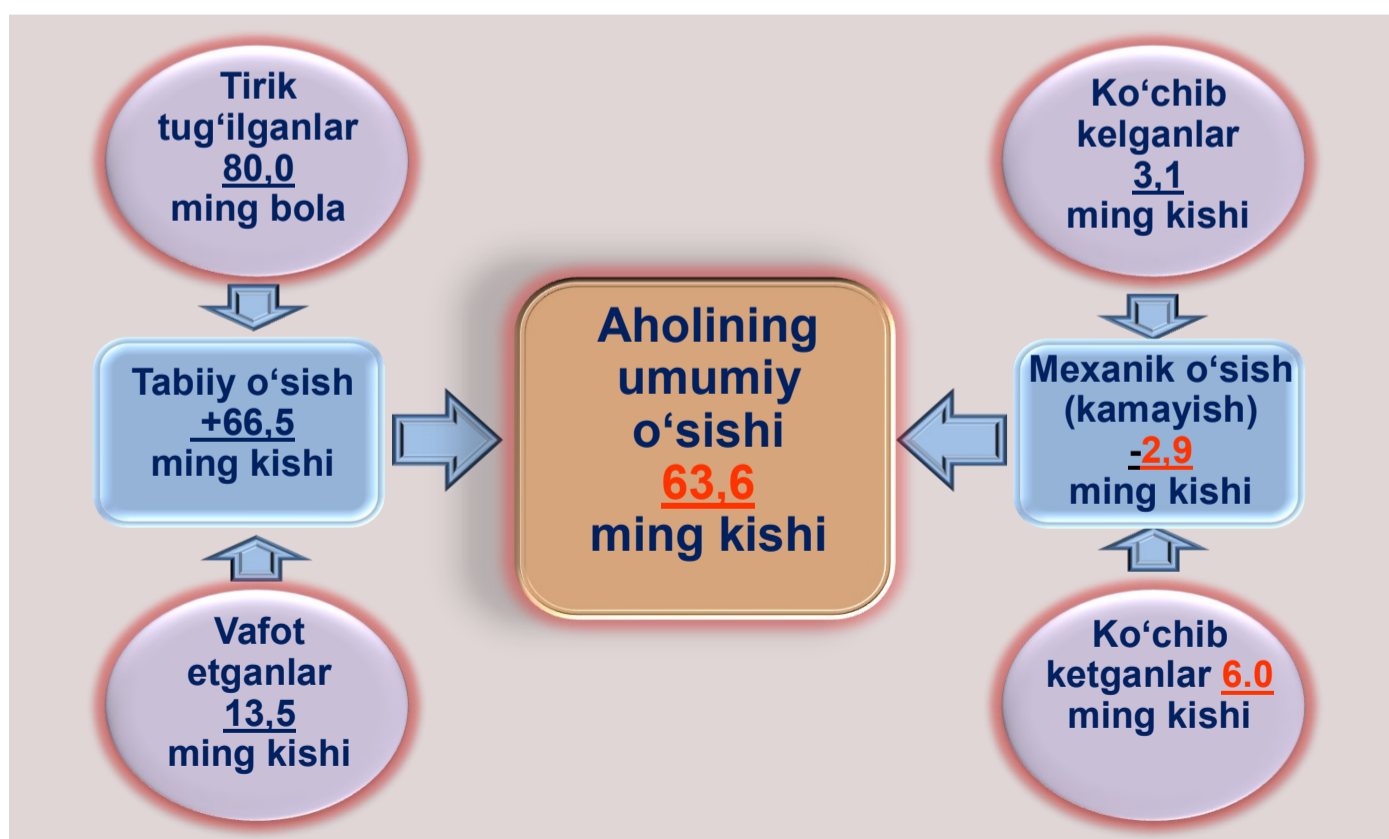 Tirik
tug‘ilganlar
80,0
ming bola
Ko‘chib
kelganlar
3,1
ming kishi
Aholining
umumiy
o‘sishi
63,6
ming kishi
Tabiiy o‘sish
+66,5
ming kishi
Mexanik o‘sish
(kamayish)
-2,9
ming kishi
Vafot
etganlar
13,5
ming kishi
Ko‘chib
ketganlar 6.0
ming kishi